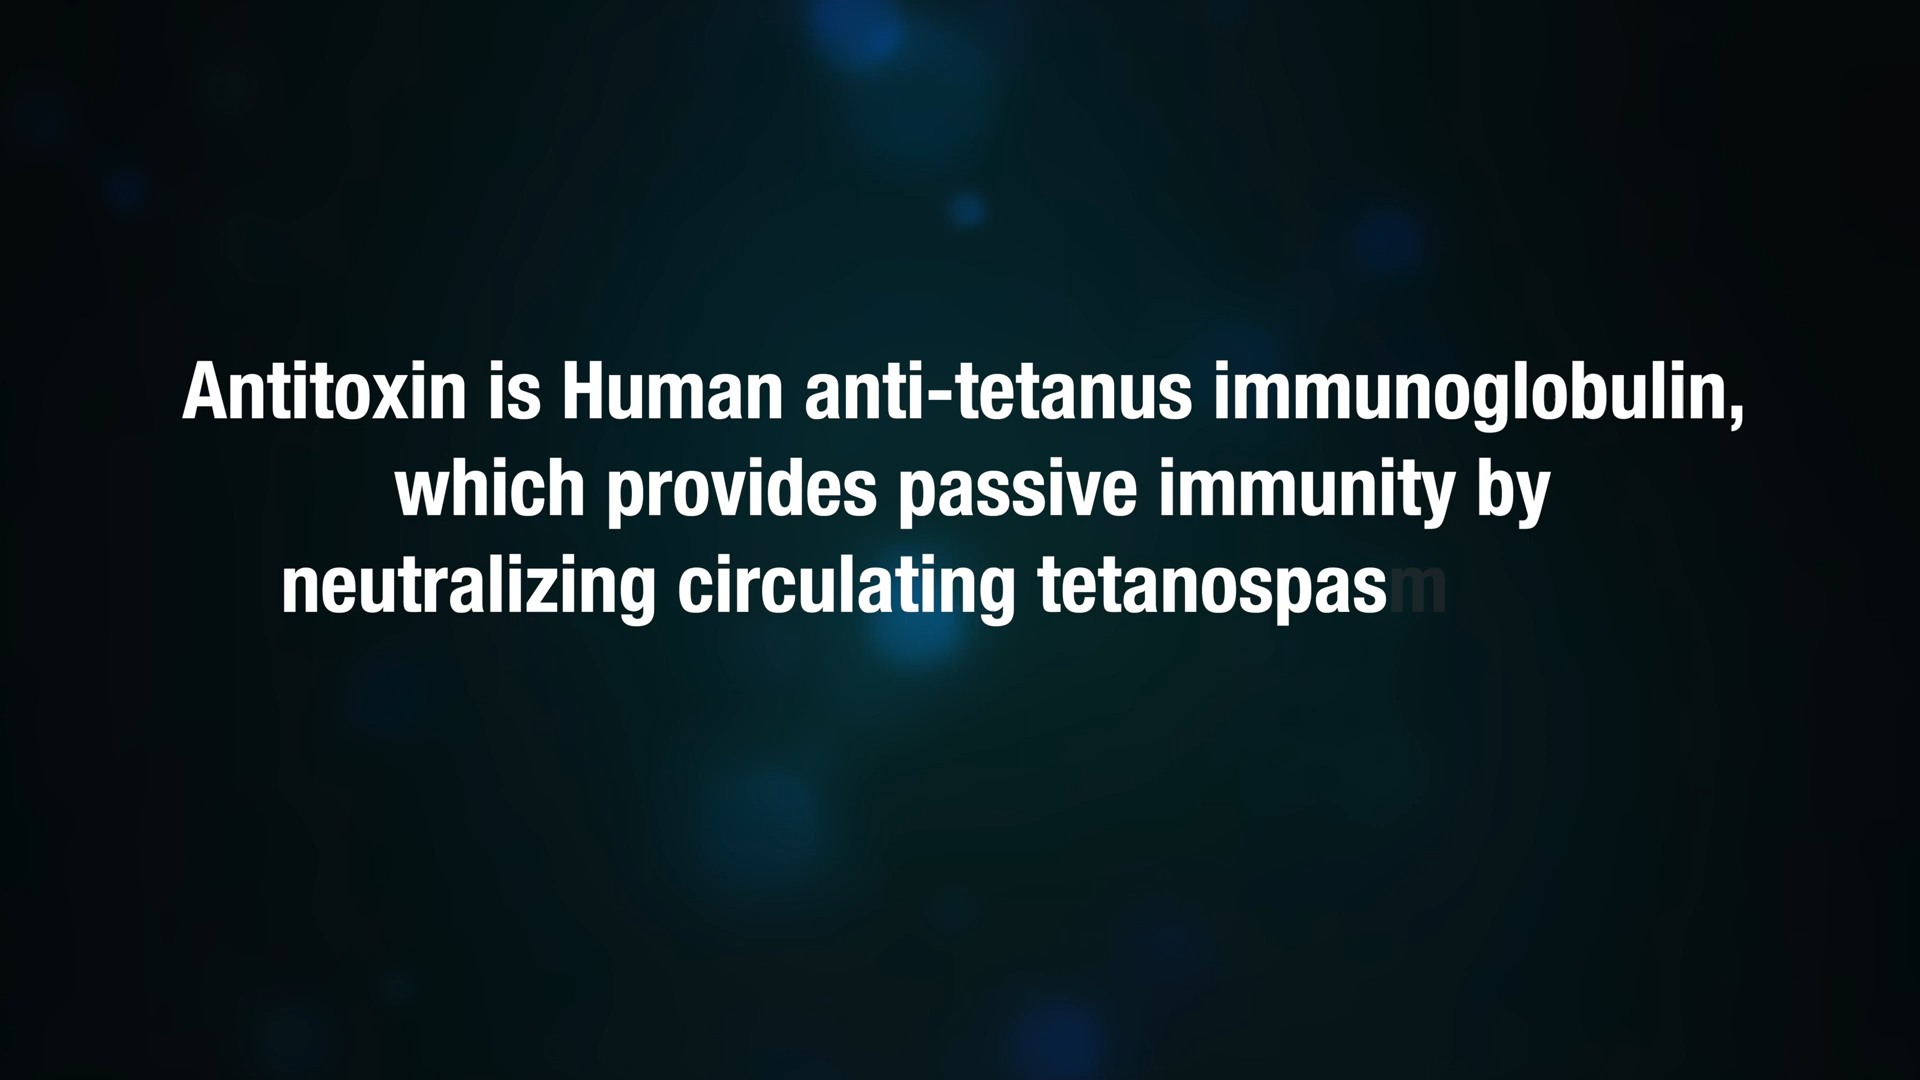 Antitoxin is Human anti-tetanus immunoglobulin,
which provides passive immunity by
neutralizing circulating tetanospasm